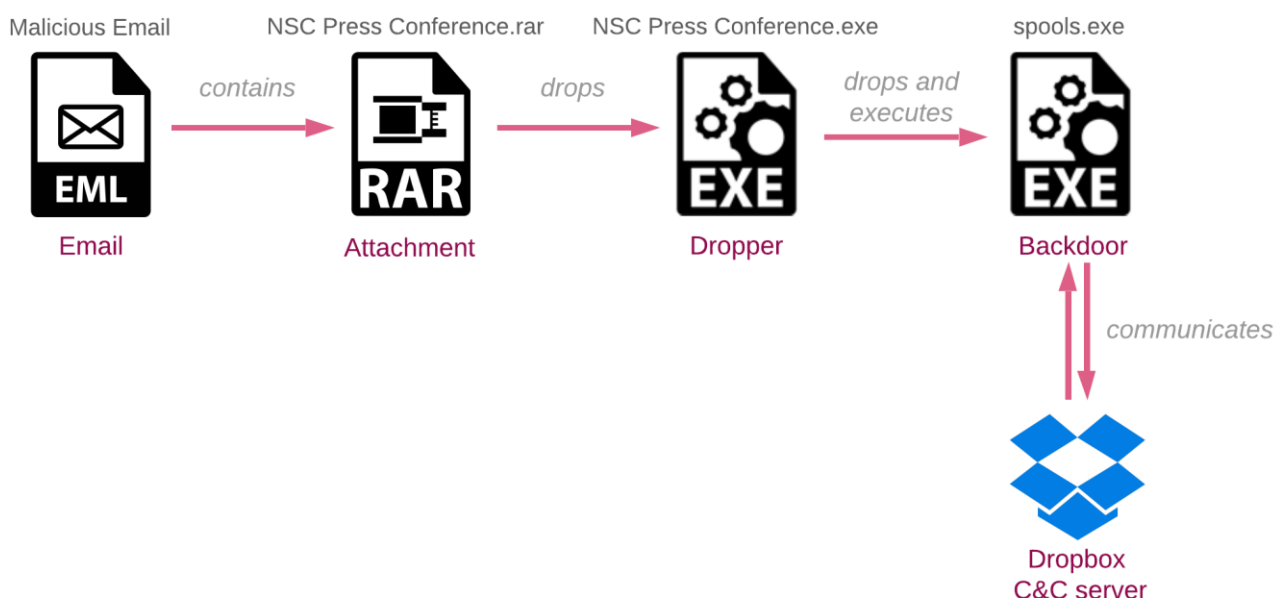 Malicious Email
NSC Press Conference.rar
NSC Press Conference.exe
spools.exe
contains
drops
drops and
executes
EML
RAR
EXE
EXE
Email
Attachment
Dropper
Backdoor
communicates
Dropbox
C&C server